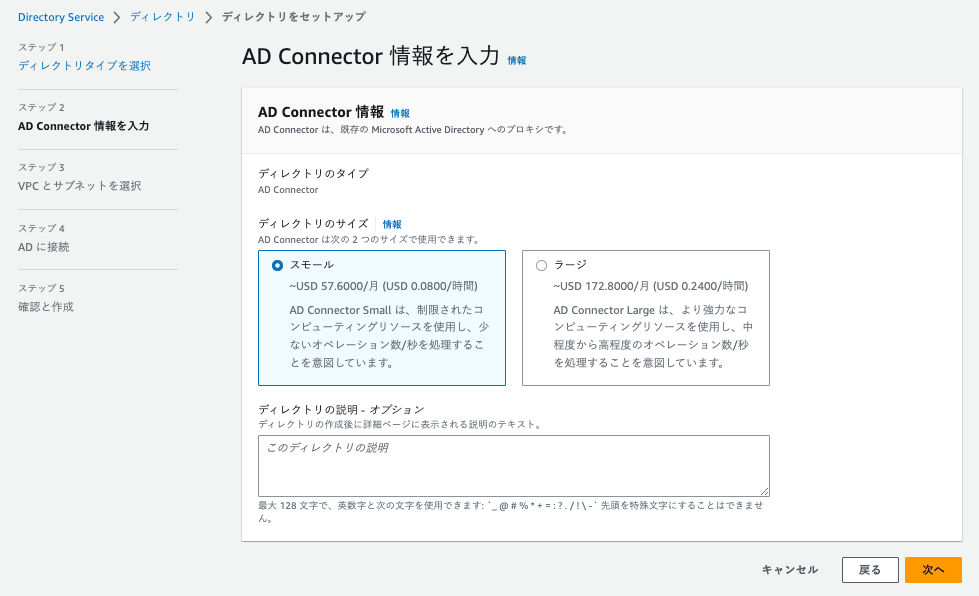 Directory Service > ディレクトリ > ディレクトリをセットアップ
ステップ 1
ディレクトリタイプを選択
ステップ 2
AD Connector 情報を入力
ステップ 3
VPC とサブネットを選択
ステップ 4
AD に接続
ステップ 5
確認と作成
AD Connector 情報を入力 情報
AD Connector 情報 情報
AD Connector は、既存の Microsoft Active Directory へのプロキシです。
ディレクトリのタイプ
AD Connector
ディレクトリのサイズ 情報
AD Connector は次の 2 つのサイズで使用できます。
スモール
~USD 57.6000/月 (USD 0.0800/時間)
AD Connector Small は、制限されたコ
ンピューティングリソースを使用し、少
ないオペレーション数/秒を処理するこ
とを意図しています。
ラージ
~USD 172.8000/月 (USD 0.2400/時間)
AD Connector Large は、より強力なコ
ンピューティングリソースを使用し、中
程度から高程度のオペレーション数/秒
を処理することを意図しています。
ディレクトリの説明 - オプション
ディレクトリの作成後に詳細ページに表示される説明のテキスト。
このディレクトリの説明
最大 128 文字で、英数字と次の文字を使用できます: `_ @ # % * + = : ? . / ! \ -` 先頭を特殊文字にすることはできませ
ん。
キャンセル
戻る
次へ